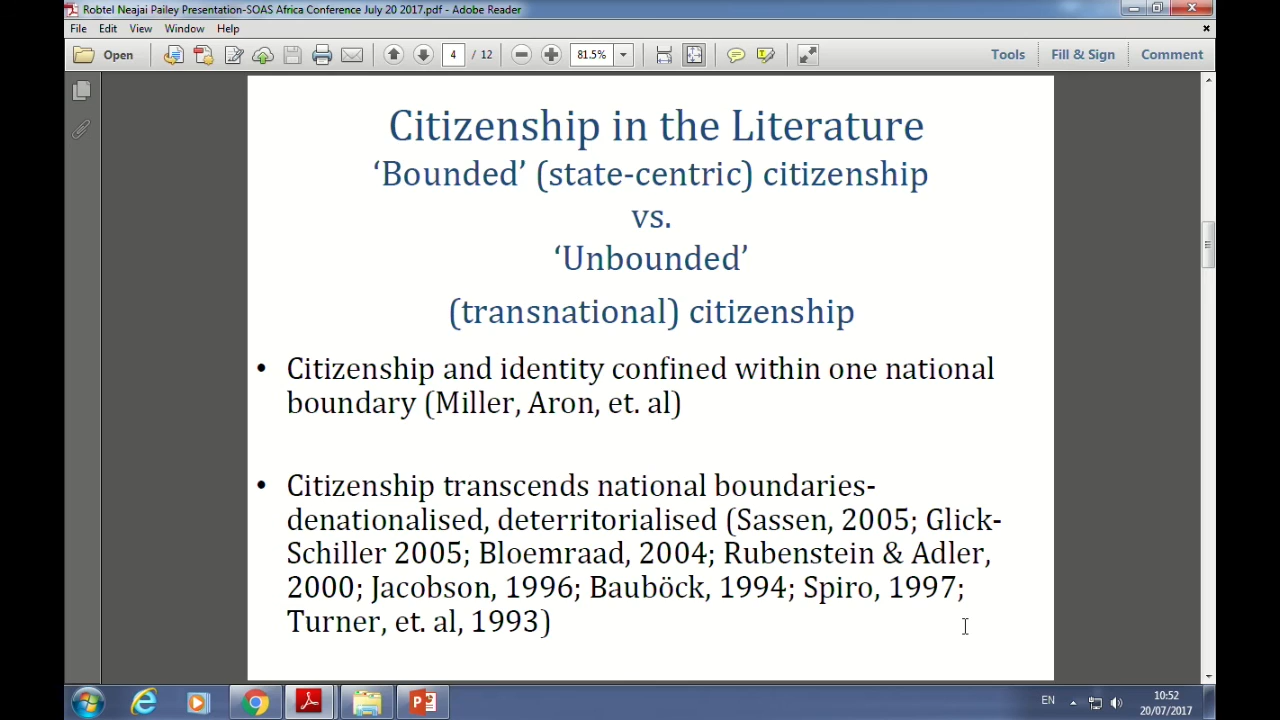 Robtel Neajai Pailey Presentation-SOAS Africa Conference July 20 2017.pdf - Adobe Reader
File Edit View Window Help
Open 4 / 12 81.5% Tools Fill & Sign Comment
Citizenship in the Literature
‘Bounded’ (state-centric) citizenship
vs.
‘Unbounded’
(transnational) citizenship
• Citizenship and identity confined within one national
boundary (Miller, Aron, et. al)
• Citizenship transcends national boundaries-
denationalised, deterritorialised (Sassen, 2005; Glick-
Schiller 2005; Bloemraad, 2004; Rubenstein & Adler,
2000; Jacobson, 1996; Bauböck, 1994; Spiro, 1997;
Turner, et. al, 1993)
EN 10:52
20/07/2017